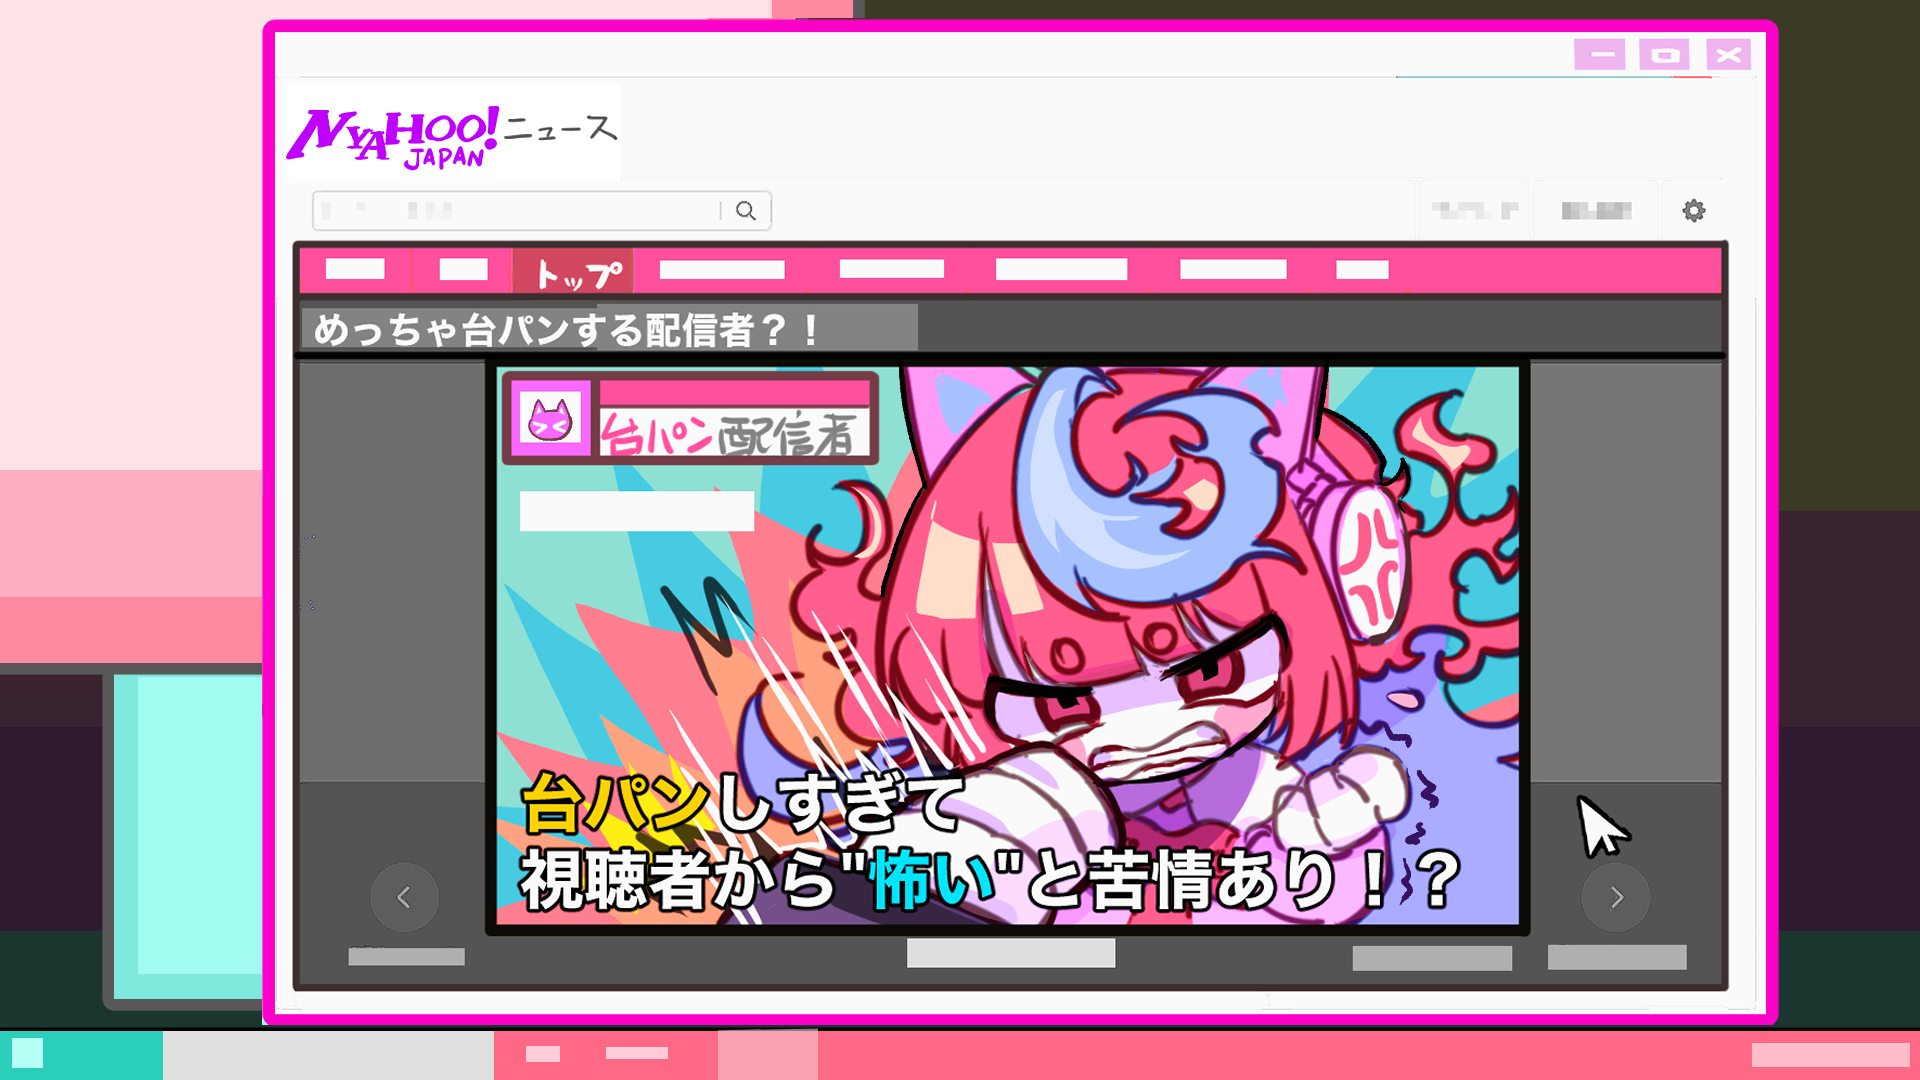 NYAHOO!ニュース
JAPAN
トップ
めっちゃ台パンする配信者？！
台パン配信者
台パンしすぎて
視聴者から"怖い"と苦情あり！？